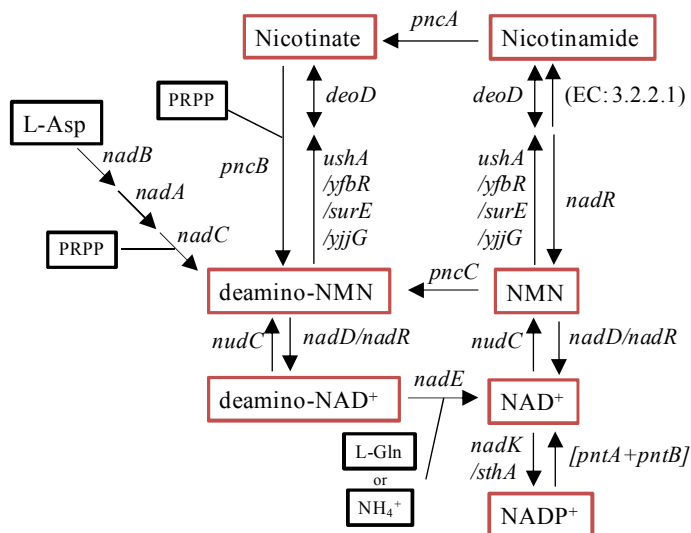 Nicotinate
pncA
Nicotinamide
PRPP
deoD
deoD
(EC: 3.2.2.1)
L-Asp
nadB
pncB
ushA
/yfbR
/surE
/yjjG
ushA
/yfbR
/surE
/yjjG
nadR
nadA
PRPP
nadC
deamino-NMN
pncC
NMN
nudC
nadD/nadR
nudC
nadD/nadR
deamino-NAD⁺
nadE
NAD⁺
L-Gln
or
NH₄⁺
nadK
/sthA
[pntA+pntB]
NADP⁺